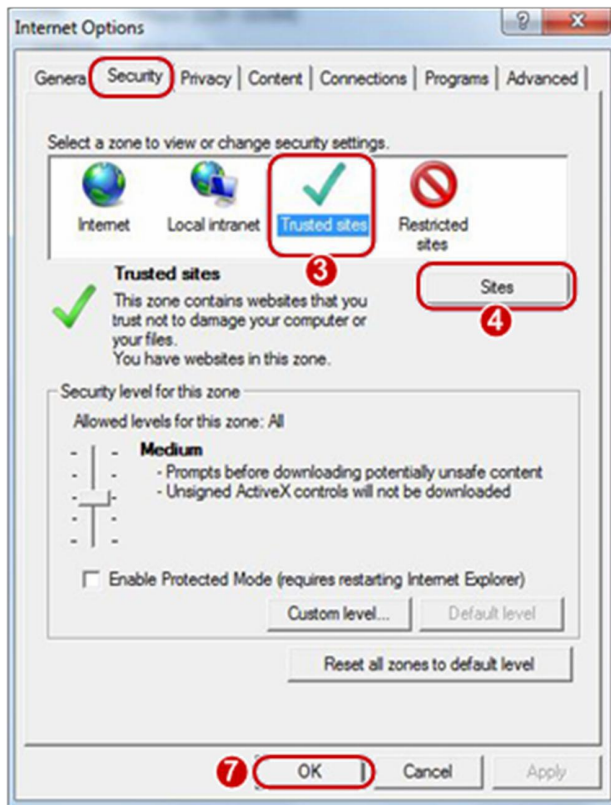 Internet Options
General Security Privacy Content Connections Programs Advanced
Select a zone to view or change security settings.
Internet
Local intranet
Trusted sites
Restricted
sites
3
Trusted sites
This zone contains websites that you
trust not to damage your computer or
your files.
You have websites in this zone.
Sites
4
Security level for this zone
Allowed levels for this zone: All
Medium
- Prompts before downloading potentially unsafe content
- Unsigned ActiveX controls will not be downloaded
Enable Protected Mode (requires restarting Internet Explorer)
Custom level... Default level
Reset all zones to default level
7 OK Cancel Apply